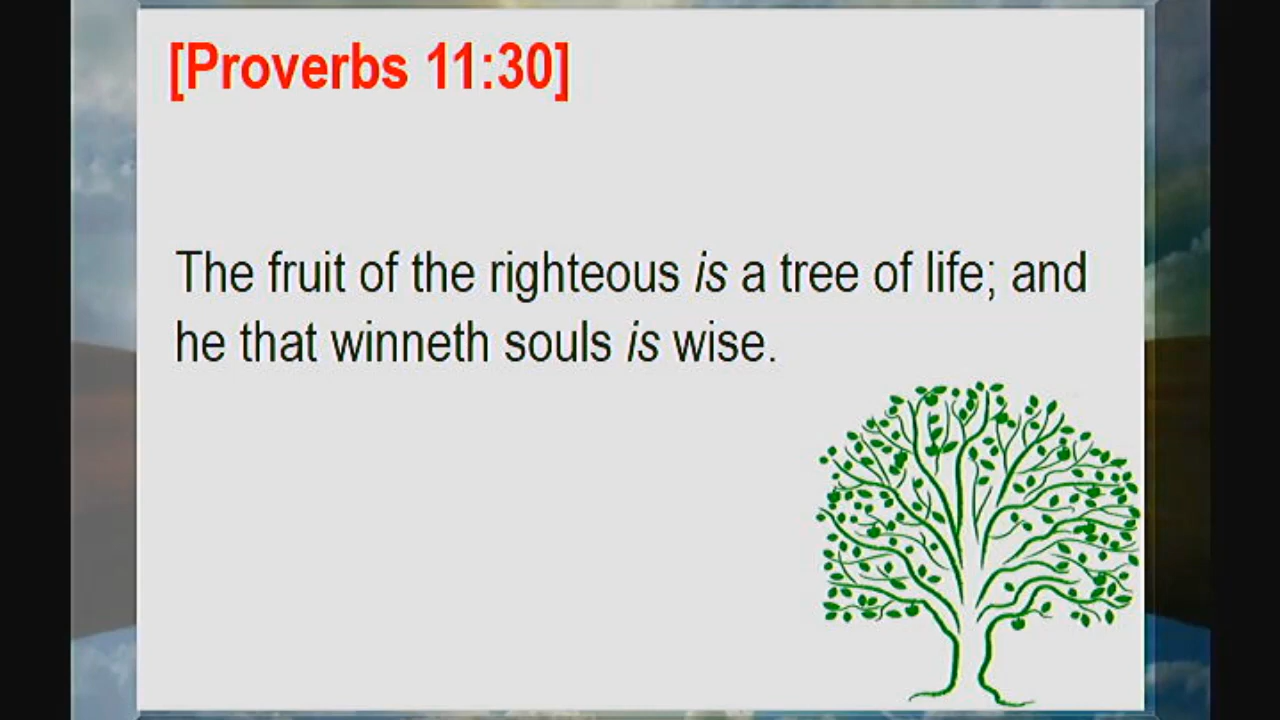 [Proverbs 11:30]
The fruit of the righteous is a tree of life; and
he that winneth souls is wise.